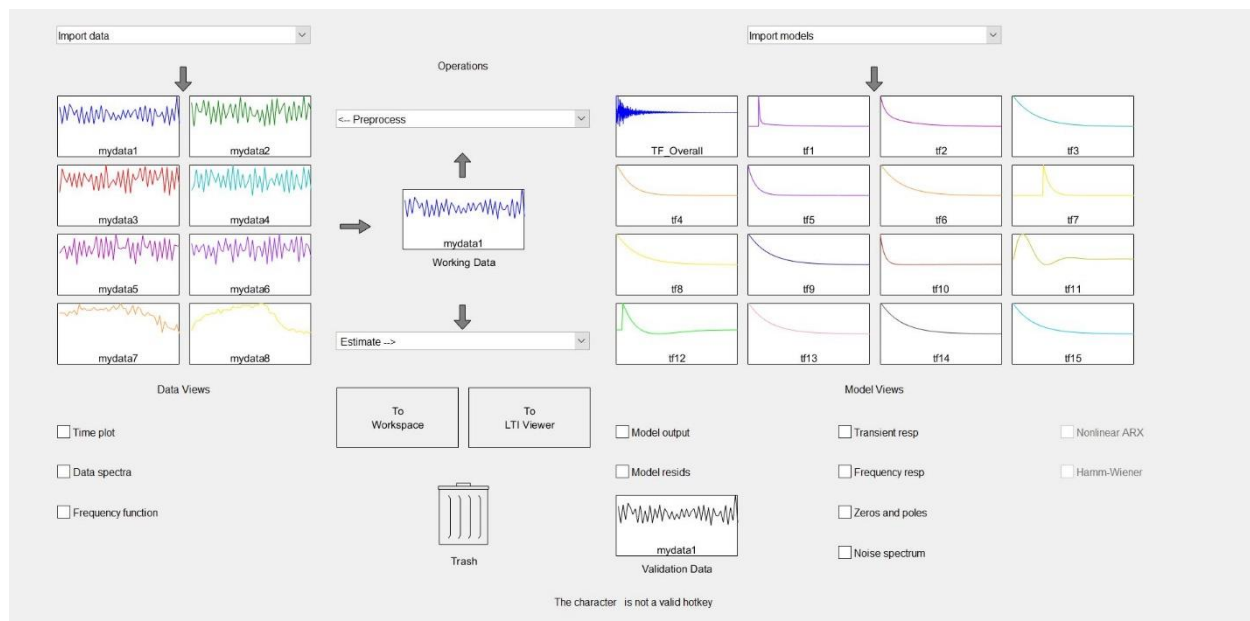 Import data
Import models
Operations
<-- Preprocess
mydata1
mydata2
mydata3
mydata4
mydata5
mydata6
mydata7
mydata8
Data Views
Time plot
Data spectra
Frequency function
mydata1
Working Data
Estimate -->
To
Workspace
To
LTI Viewer
Trash
TF_Overall
tf1
tf2
tf3
tf4
tf5
tf6
tf7
tf8
tf9
tf10
tf11
tf12
tf13
tf14
tf15
Model Views
Model output
Transient resp
Nonlinear ARX
Model resids
Frequency resp
Hamm-Wiener
Zeros and poles
Noise spectrum
mydata1
Validation Data
The character is not a valid hotkey